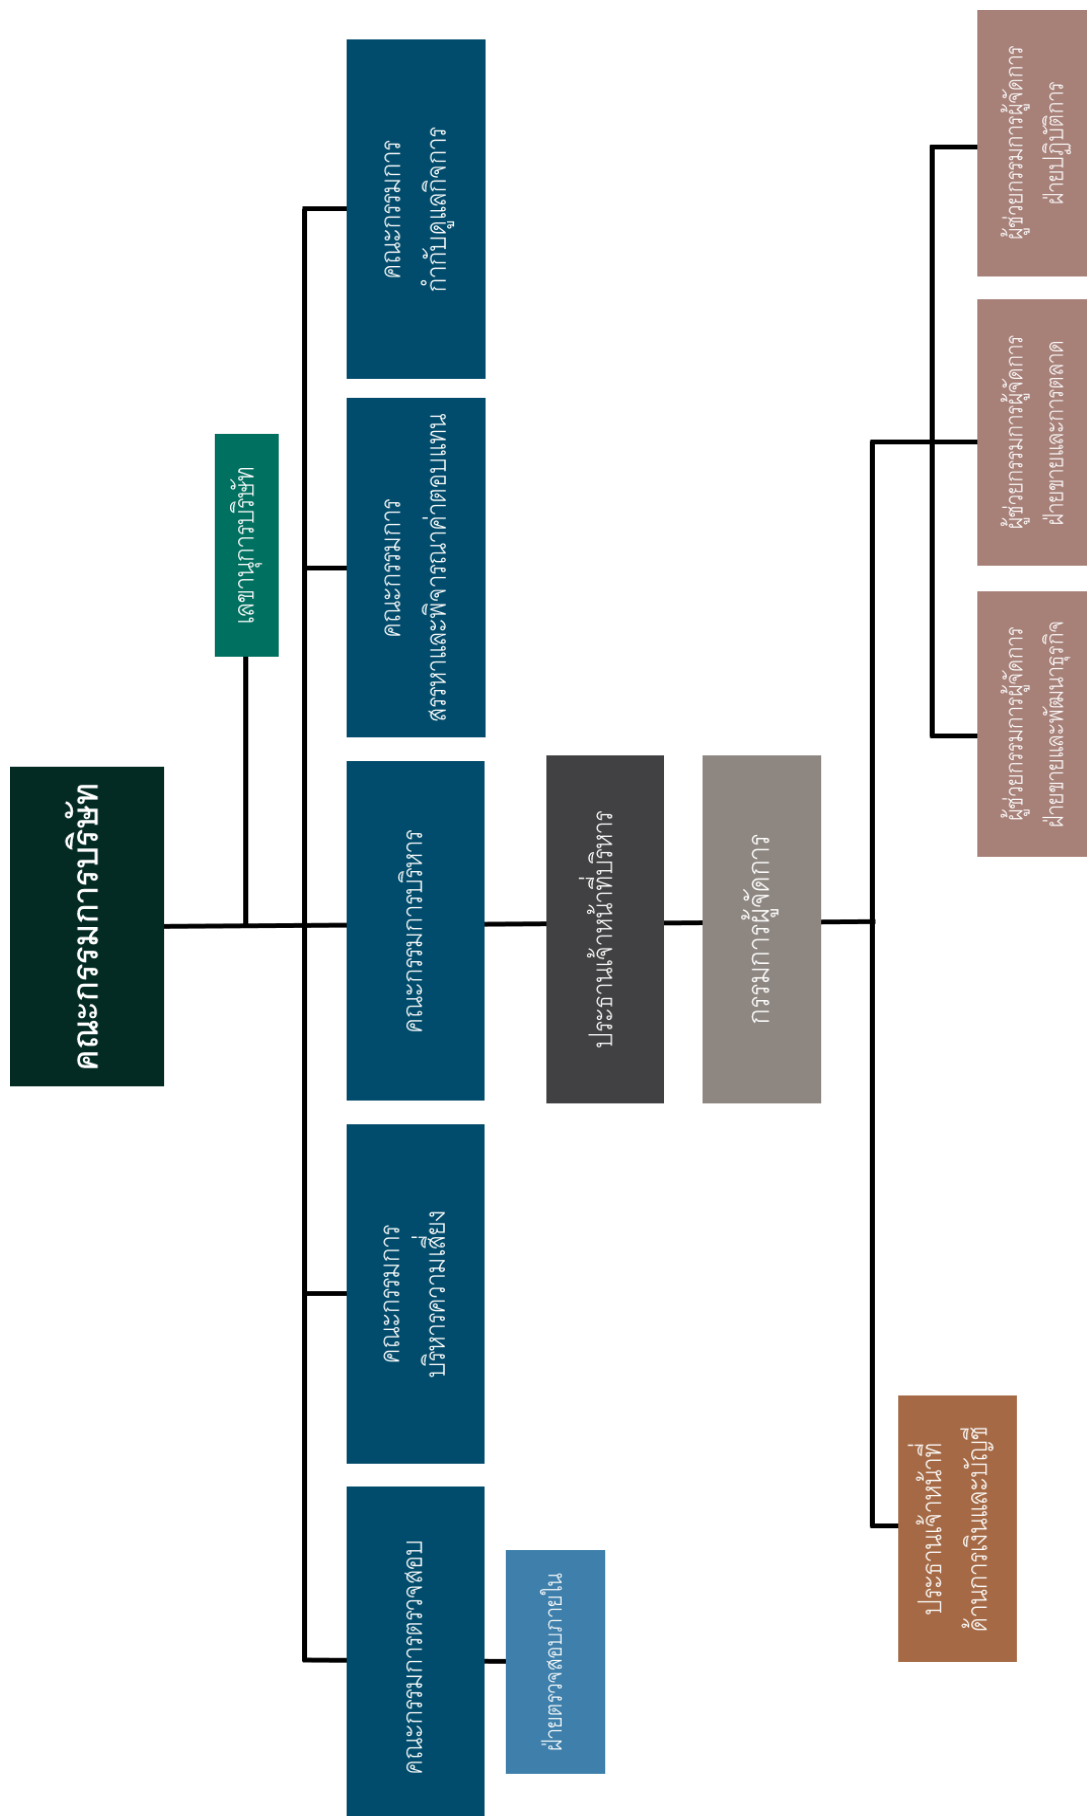 คณะกรรมการบริษัท
เลขานุการบริษัท
คณะกรรมการตรวจสอบ
คณะกรรมการ
บริหารความเสี่ยง
คณะกรรมการบริหาร
คณะกรรมการ
สรรหาและพิจารณาค่าตอบแทน
คณะกรรมการ
กำกับดูแลกิจการ
ฝ่ายตรวจสอบภายใน
ประธานเจ้าหน้าที่บริหาร
กรรมการผู้จัดการ
ประธานเจ้าหน้าที่
ด้านการเงินและบัญชี
ผู้ช่วยกรรมการผู้จัดการ
ฝ่ายขายและพัฒนาธุรกิจ
ผู้ช่วยกรรมการผู้จัดการ
ฝ่ายขายและการตลาด
ผู้ช่วยกรรมการผู้จัดการ
ฝ่ายปฏิบัติการ